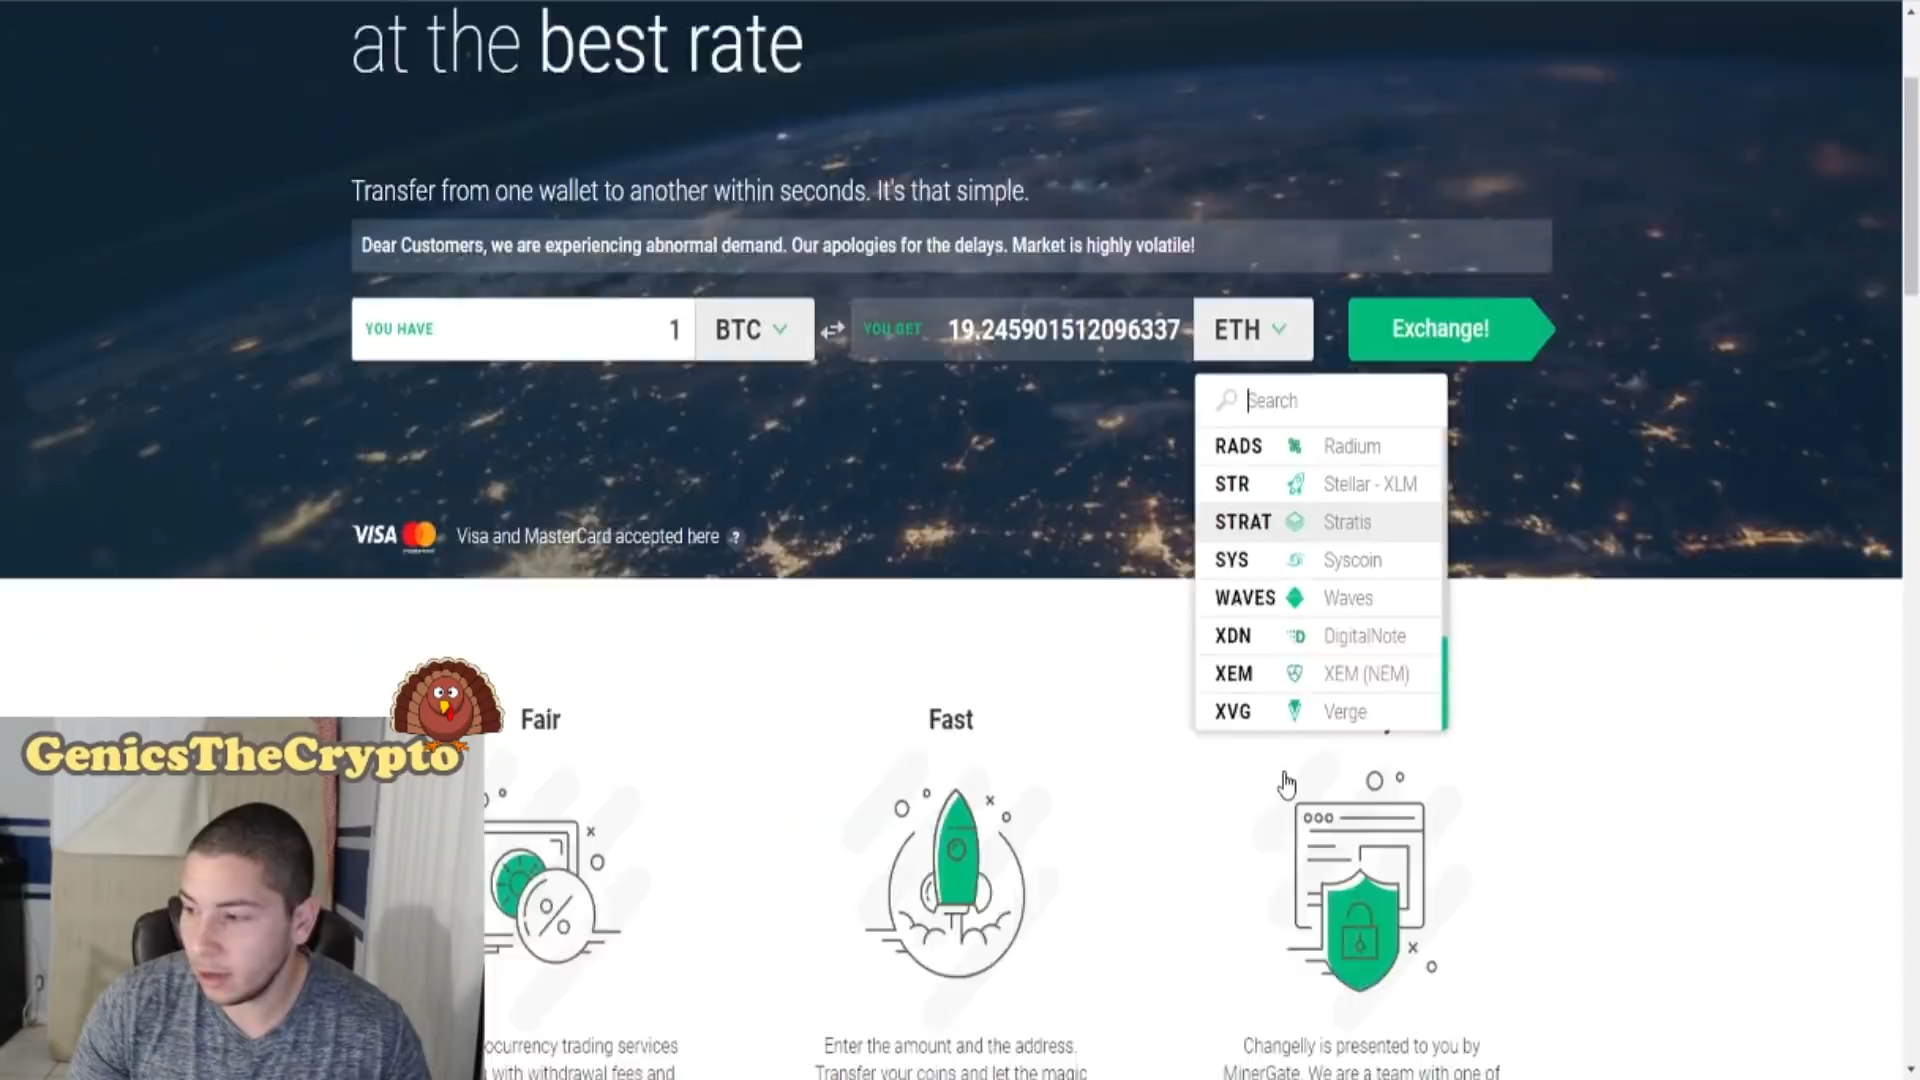 at the best rate
Transfer from one wallet to another within seconds. It's that simple.
Dear Customers, we are experiencing abnormal demand. Our apologies for the delays. Market is highly volatile!
YOU HAVE 1 BTC YOU GET 19.245901512096337 ETH Exchange!
Search
RADS Radium
STR Stellar - XLM
STRAT Stratis
SYS Syscoin
WAVES Waves
XDN DigitalNote
XEM XEM (NEM)
XVG Verge
VISA Visa and MasterCard accepted here ?
Fair
Fast
GenicsTheCrypto
ocurrency trading services
with withdrawal fees and
Enter the amount and the address.
Transfer your coins and let the magic
Changelly is presented to you by
MinerGate. We are a team with one of